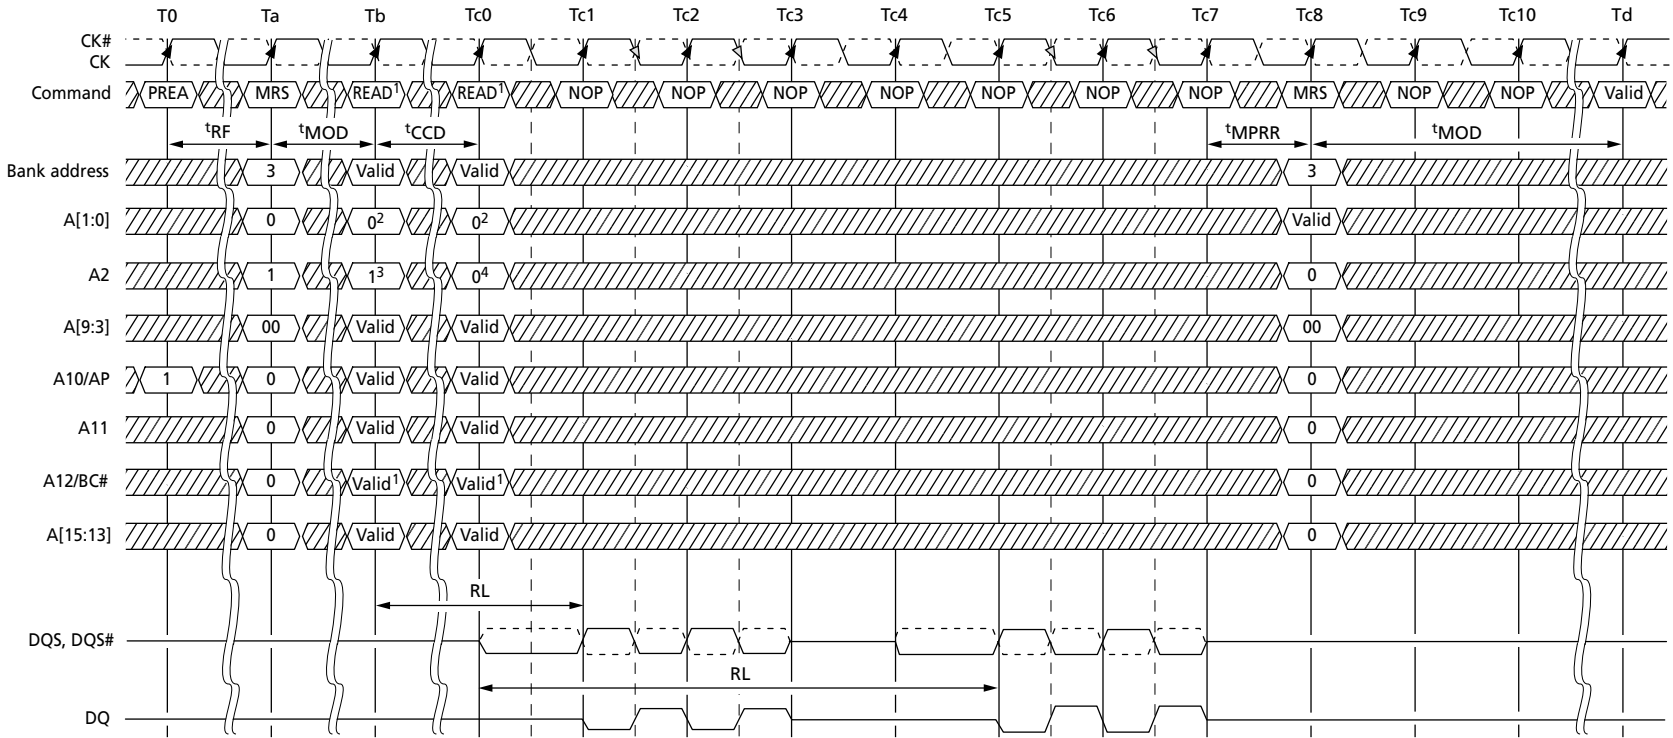 T0 Ta Tb Tc0 Tc1 Tc2 Tc3 Tc4 Tc5 Tc6 Tc7 Tc8 Tc9 Tc10 Td
CK#
CK
Command PREA MRS READ¹ READ¹ NOP NOP NOP NOP NOP NOP NOP MRS NOP NOP Valid
tRF tMOD tCCD tMPRR tMOD
Bank address 3 Valid Valid 3
A[1:0] 0 0² 0² Valid
A2 1 1³ 0⁴ 0
A[9:3] 00 Valid Valid 00
A10/AP 1 0 Valid Valid 0
A11 0 Valid Valid 0
A12/BC# 0 Valid¹ Valid¹ 0
A[15:13] 0 Valid Valid 0
RL
DQS, DQS#
RL
DQ